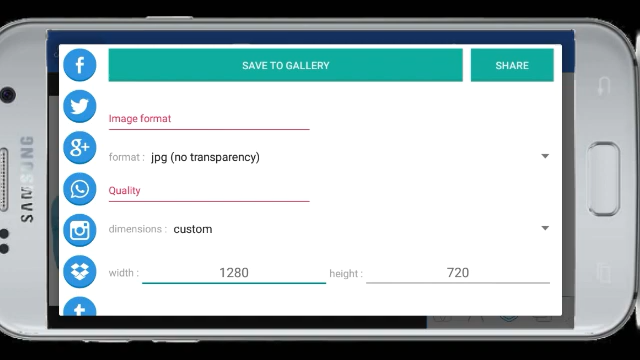 SAMSUNG
SAVE TO GALLERY
SHARE
Image format
format : jpg (no transparency)
Quality
dimensions : custom
width : 1280 height : 720